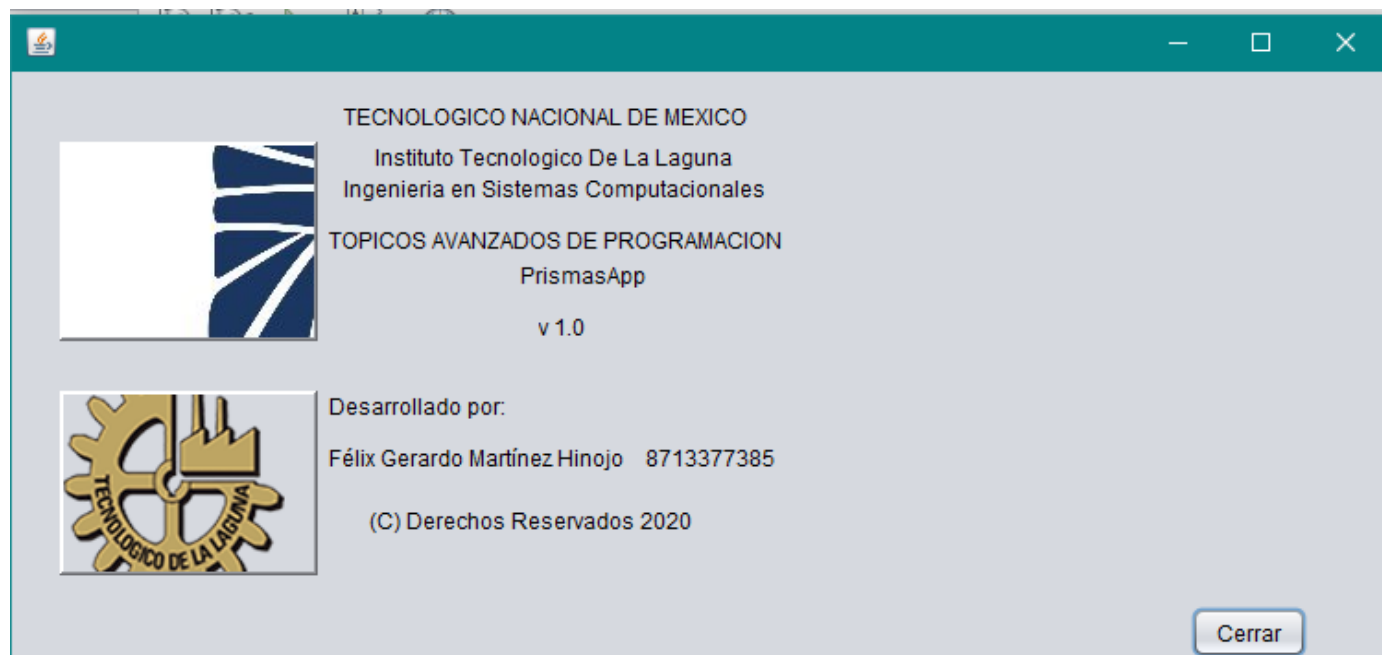 TECNOLOGICO NACIONAL DE MEXICO
Instituto Tecnologico De La Laguna
Ingenieria en Sistemas Computacionales
TOPICOS AVANZADOS DE PROGRAMACION
PrismasApp
v 1.0
TECNOLOGICO DE LA LAGUNA
Desarrollado por:
Félix Gerardo Martínez Hinojo 8713377385
(C) Derechos Reservados 2020
Cerrar